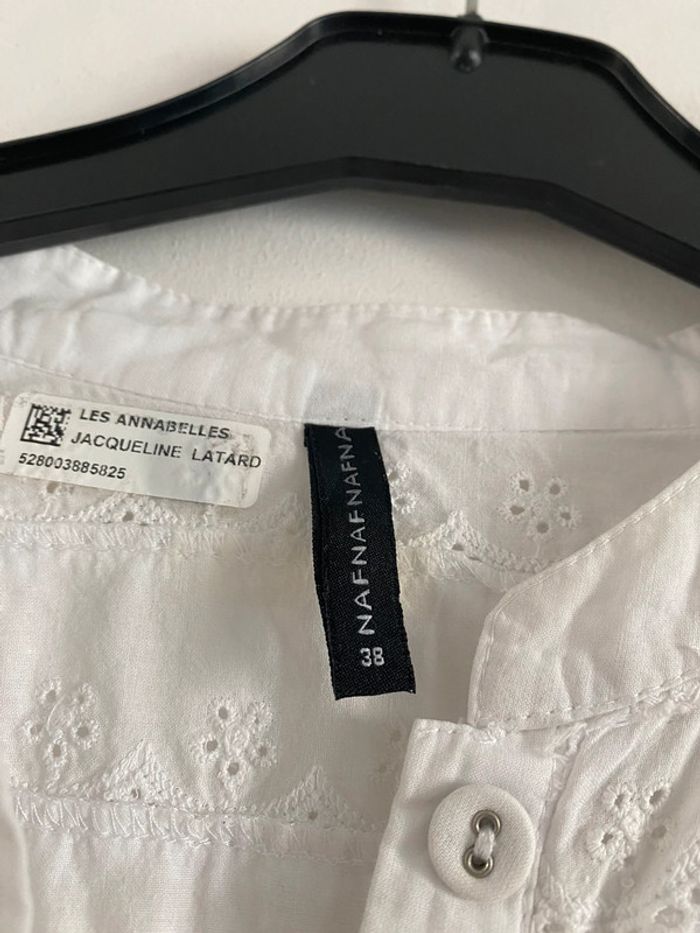 LES ANNABELLES
JACQUELINE LATARD
528003885825
38 NAFNAFNAFNA